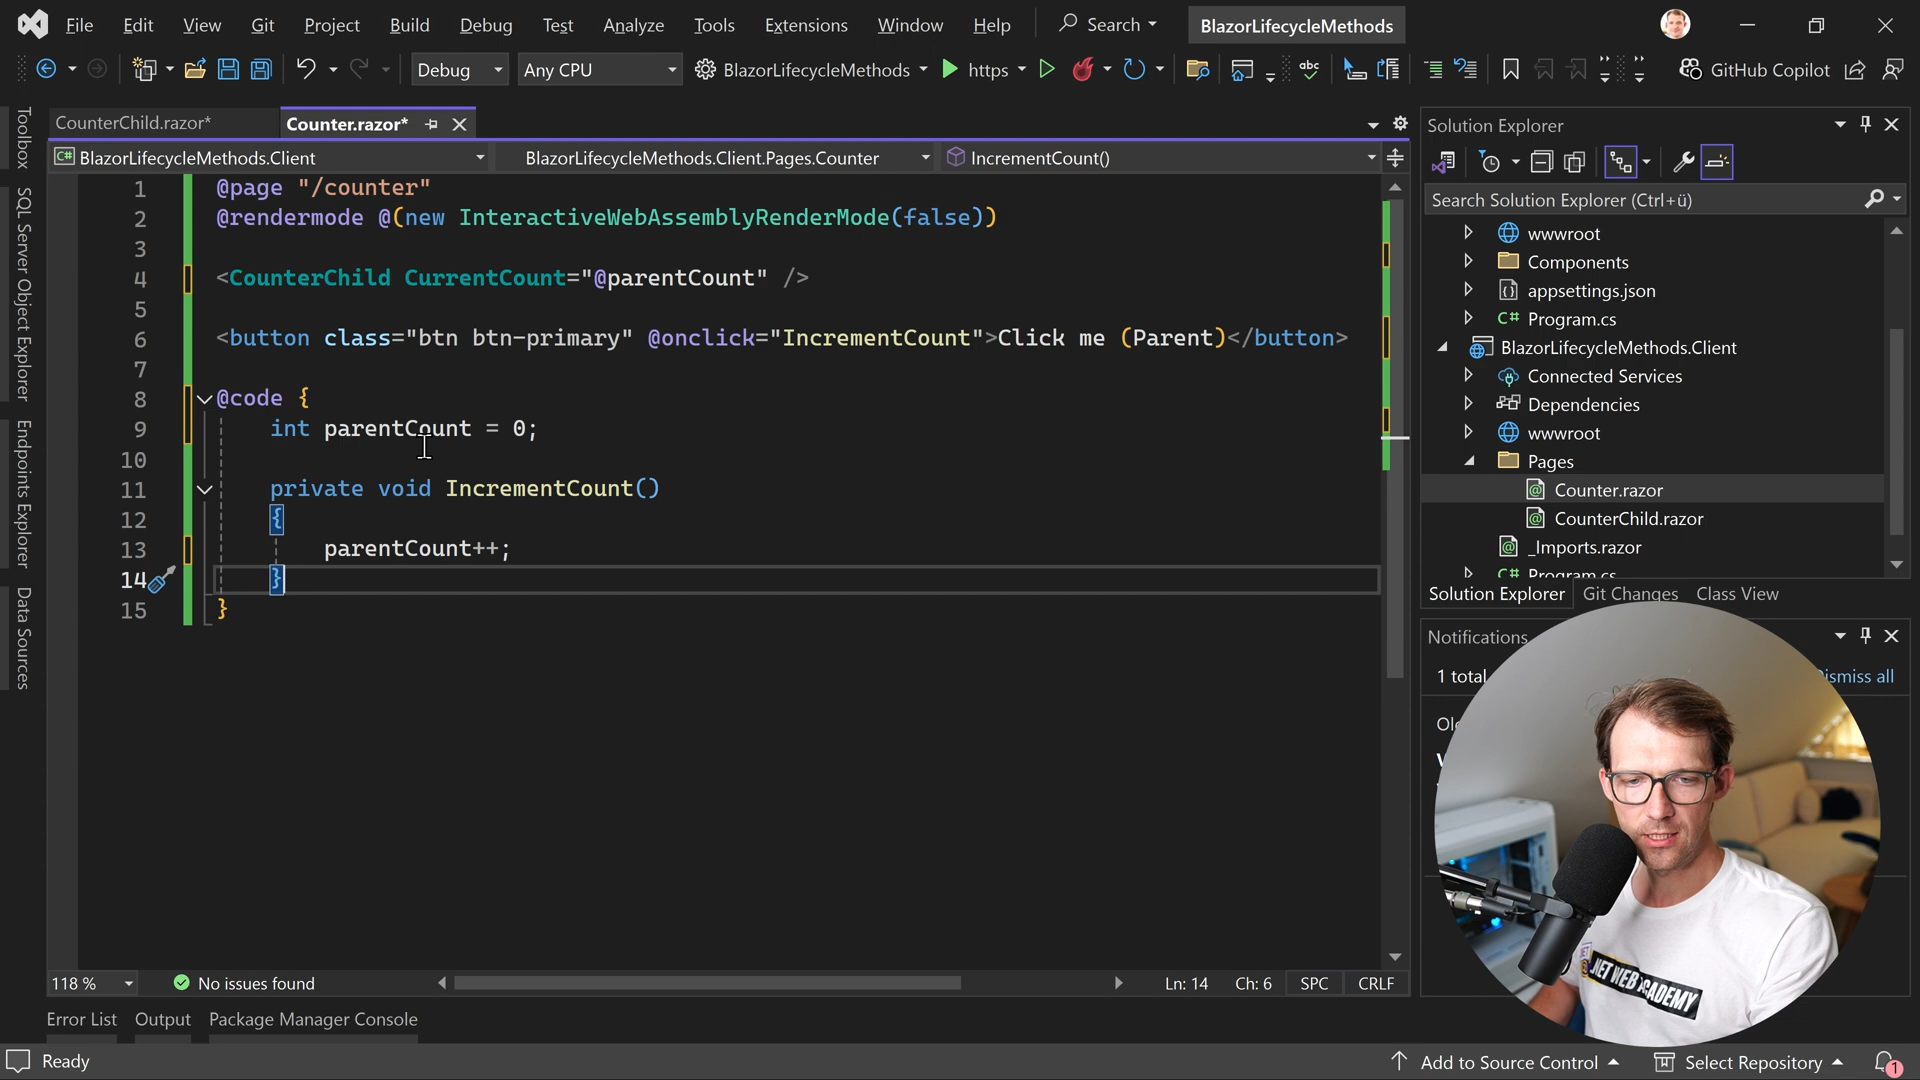 File Edit View Git Project Build Debug Test Tools Analyze Extensions Window Help Search BlazorLifecycleMethods
Debug Any CPU BlazorLifecycleMethods https GitHub Copilot
CounterChild.razor* Counter.razor*
BlazorLifecycleMethods.Client BlazorLifecycleMethods.Client.Pages.Counter IncrementCount()
1 @page "/counter"
2 @rendermode @(new InteractiveWebAssemblyRenderMode(false))
3
4 <CounterChild CurrentCount="@parentCount" />
5
6 <button class="btn btn-primary" @onclick="IncrementCount">Click me (Parent)</button>
7
8 @code {
9 int parentCount = 0;
10
11 private void IncrementCount()
12 {
13 parentCount++;
14 }
15 }
118 % No issues found Ln: 14 Ch: 6 SPC CRLF
Error List Output Package Manager Console
Ready Add to Source Control Select Repository 1
Toolbox
SQL Server Object Explorer
Endpoints Explorer
Data Sources
Solution Explorer
Search Solution Explorer (Ctrl+ü)
wwwroot
Components
appsettings.json
C# Program.cs
BlazorLifecycleMethods.Client
Connected Services
Dependencies
wwwroot
Pages
Counter.razor
CounterChild.razor
_Imports.razor
C# Program.cs
Solution Explorer Git Changes Class View
Notifications
1 total
.NET WEB ACADEMY